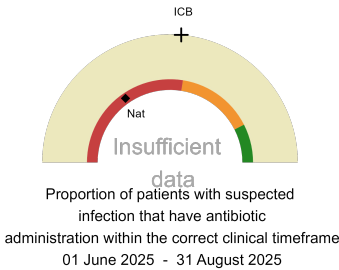 ICB
Nat
Insufficient
data
Proportion of patients with suspected
infection that have antibiotic
administration within the correct clinical timeframe
01 June 2025 - 31 August 2025